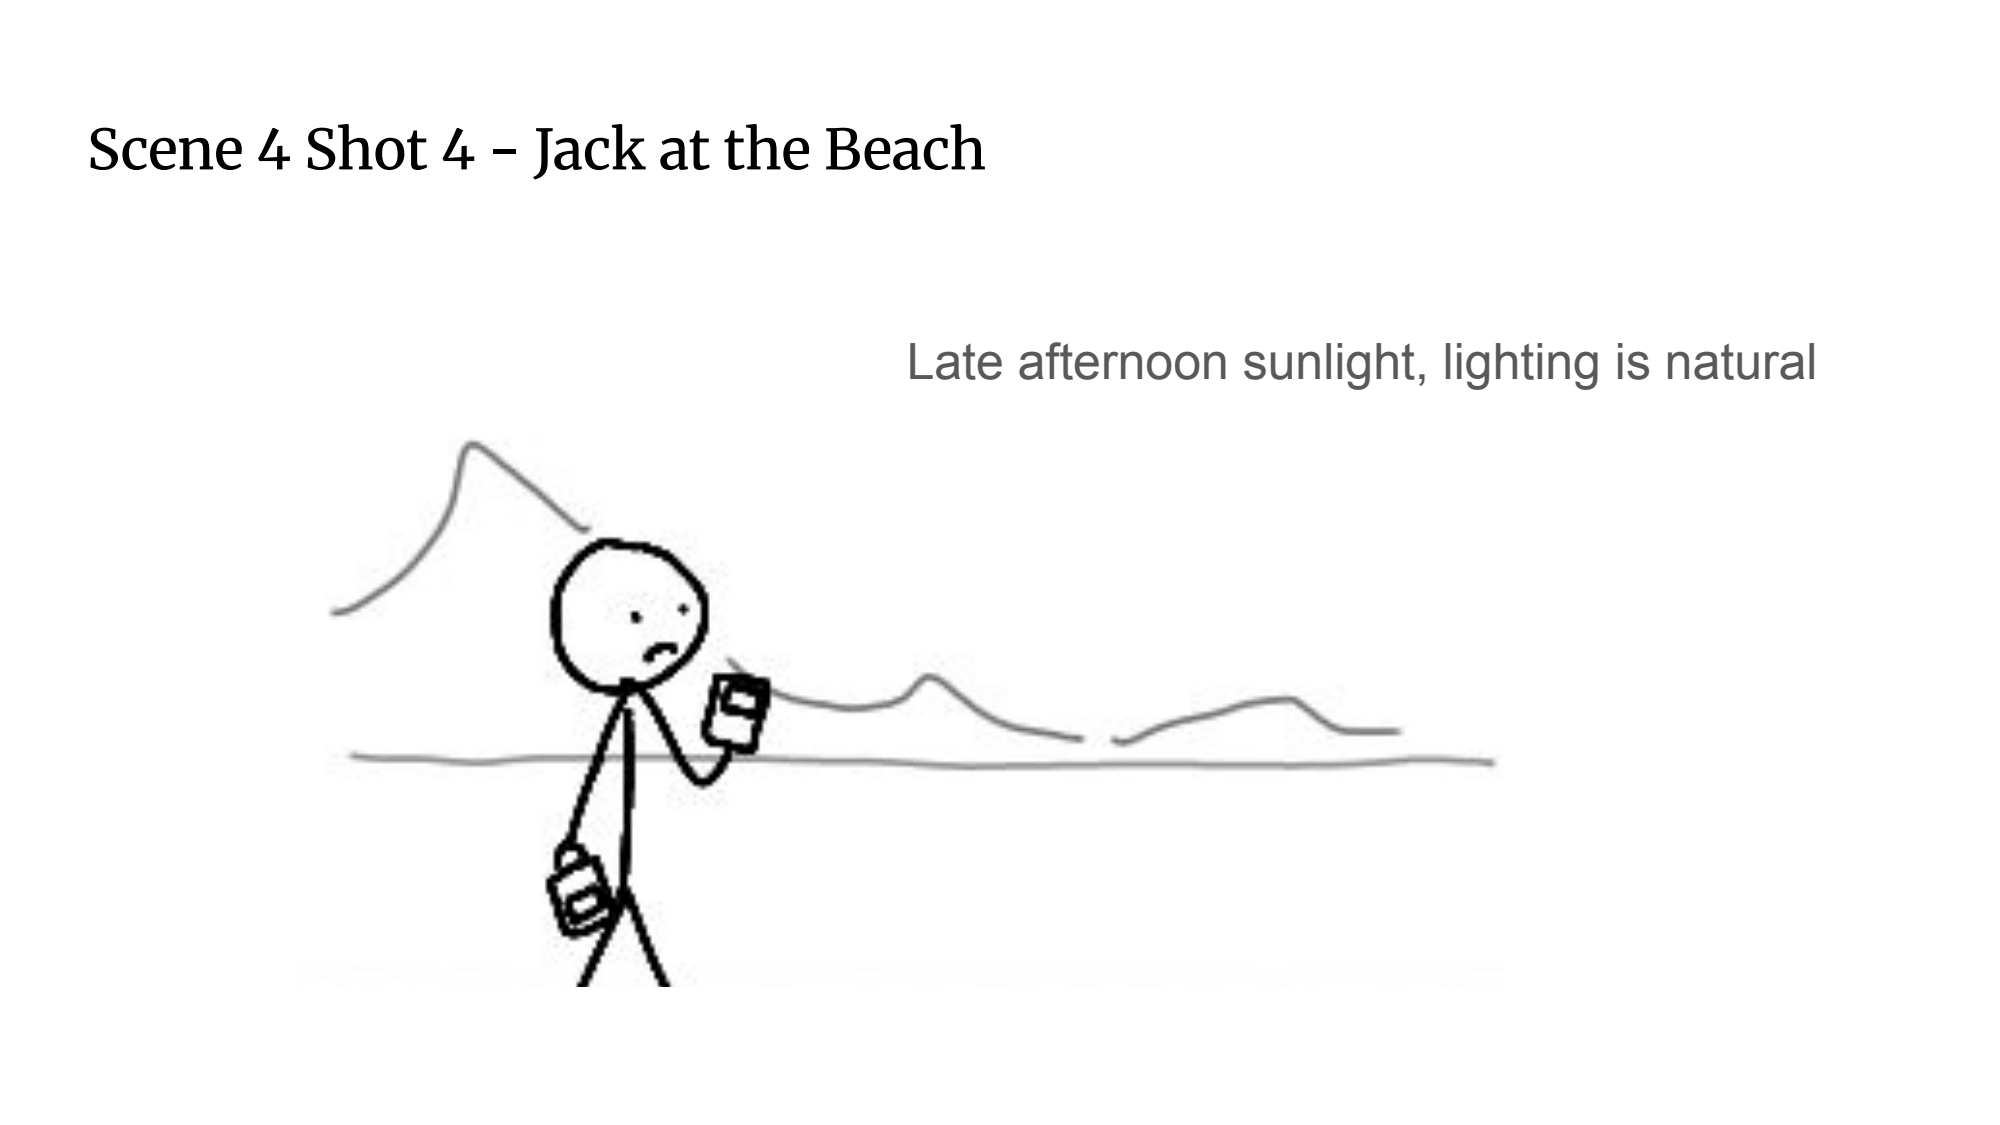 Scene 4 Shot 4 - Jack at the Beach
Late afternoon sunlight, lighting is natural